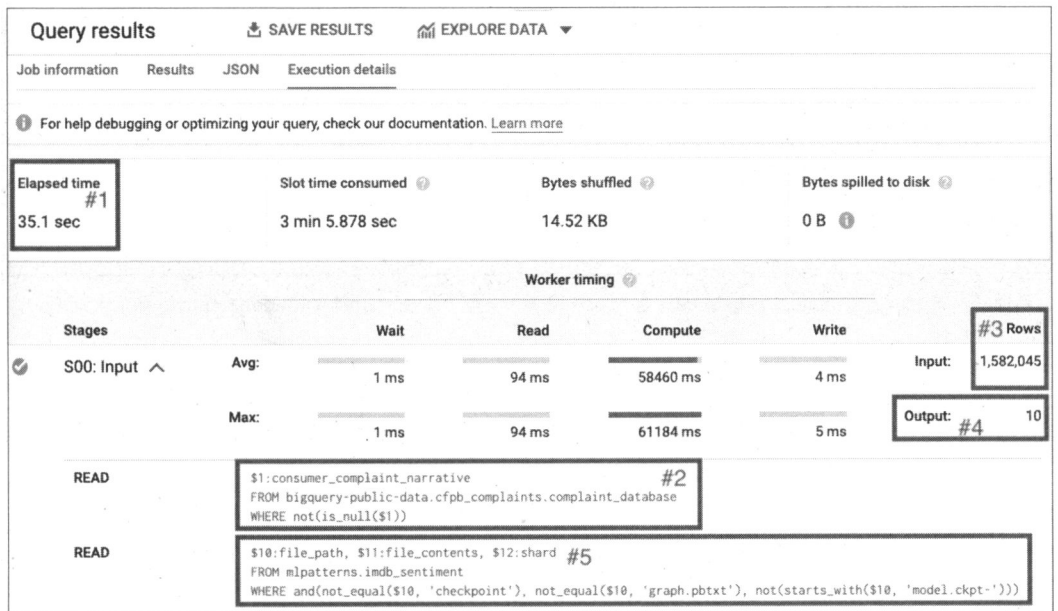 Query results SAVE RESULTS EXPLORE DATA
Job information Results JSON Execution details
For help debugging or optimizing your query, check our documentation. Learn more
Elapsed time Slot time consumed Bytes shuffled Bytes spilled to disk
#1
35.1 sec 3 min 5.878 sec 14.52 KB 0 B
Worker timing
Stages Wait Read Compute Write #3 Rows
S00: Input Avg: 1 ms 94 ms 58460 ms 4 ms Input: 1,582,045
Max: 1 ms 94 ms 61184 ms 5 ms Output: #4 10
READ $1:consumer_complaint_narrative #2
FROM bigquery-public-data.cfpb_complaints.complaint_database
WHERE not(is_null($1))
READ $10:file_path, $11:file_contents, $12:shard #5
FROM mlpatterns.imdb_sentiment
WHERE and(not_equal($10, 'checkpoint'), not_equal($10, 'graph.pbtxt'), not(starts_with($10, 'model.ckpt-')))